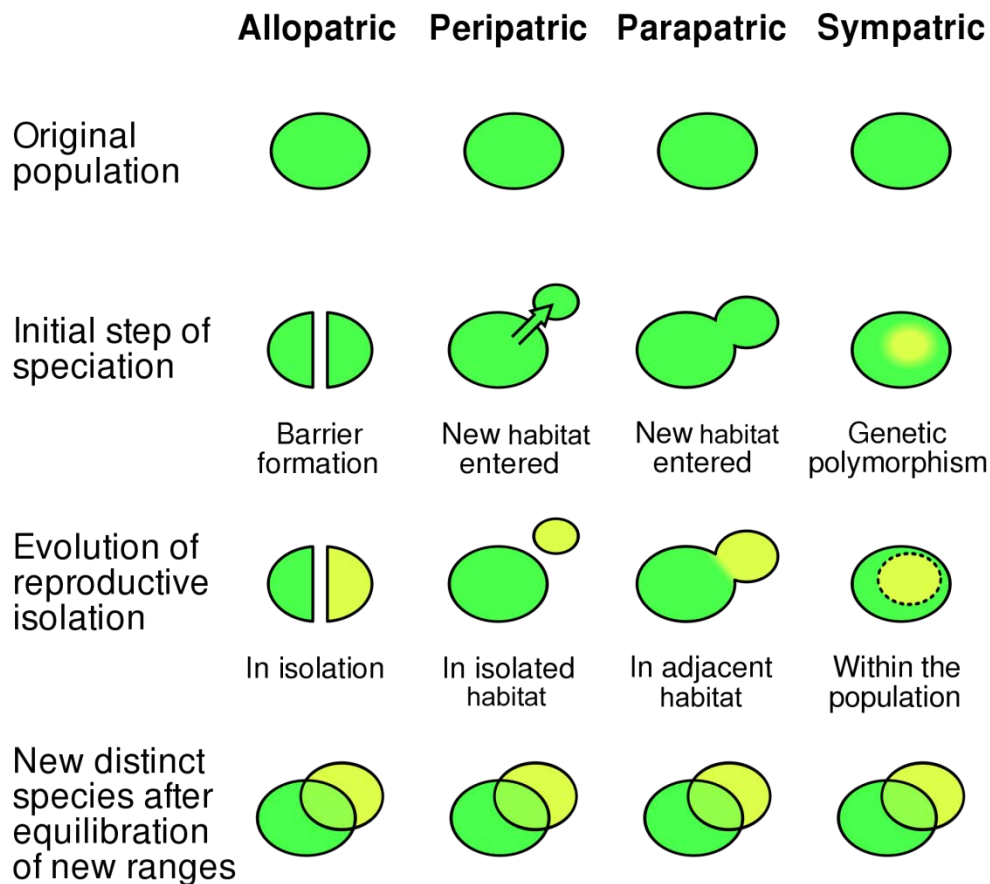 Allopatric Peripatric Parapatric Sympatric
Original
population
Initial step of
speciation
Barrier
formation
New habitat
entered
New habitat
entered
Genetic
polymorphism
Evolution of
reproductive
isolation
In isolation
In isolated
habitat
In adjacent
habitat
Within the
population
New distinct
species after
equilibration
of new ranges